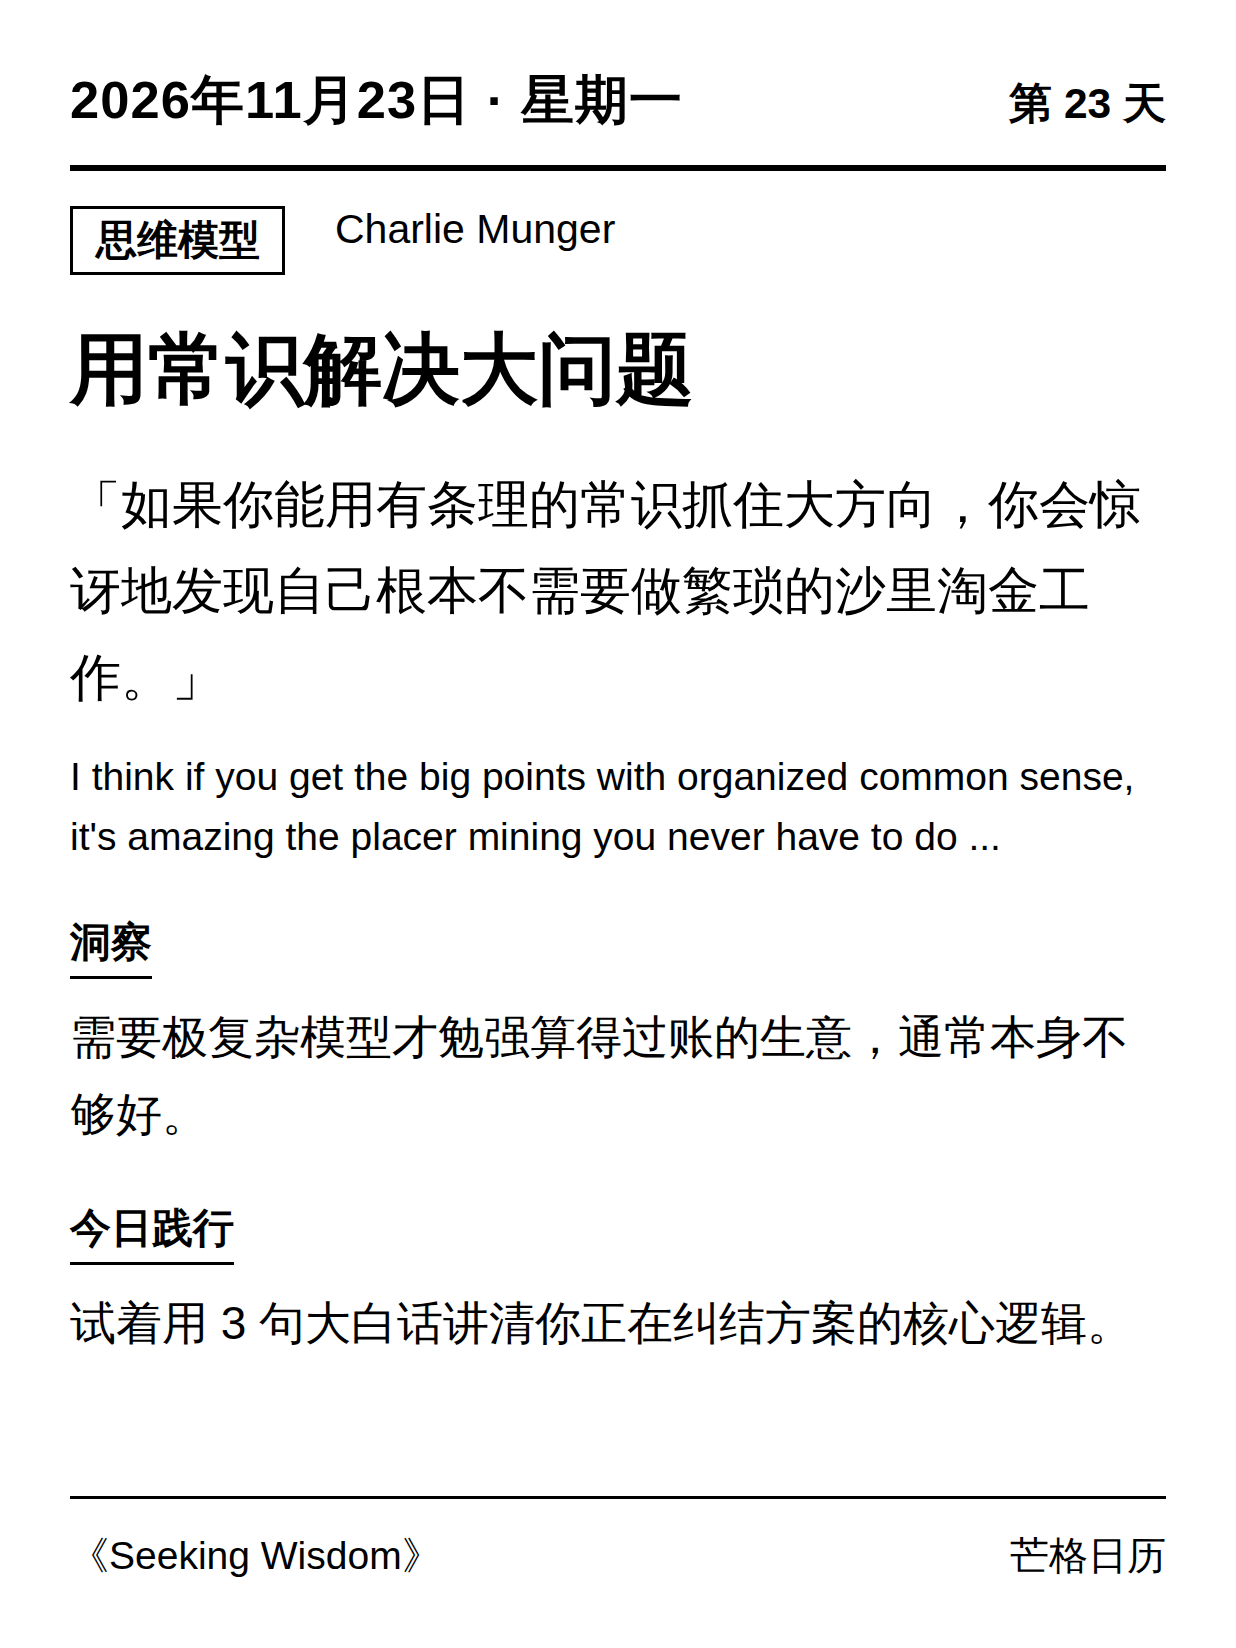 2026年11月23日 · 星期一
第 23 天
思维模型
Charlie Munger
用常识解决大问题
「如果你能用有条理的常识抓住大方向，你会惊
讶地发现自己根本不需要做繁琐的沙里淘金工
作。」
I think if you get the big points with organized common sense,
it's amazing the placer mining you never have to do ...
洞察
需要极复杂模型才勉强算得过账的生意，通常本身不
够好。
今日践行
试着用 3 句大白话讲清你正在纠结方案的核心逻辑。
《Seeking Wisdom》
芒格日历